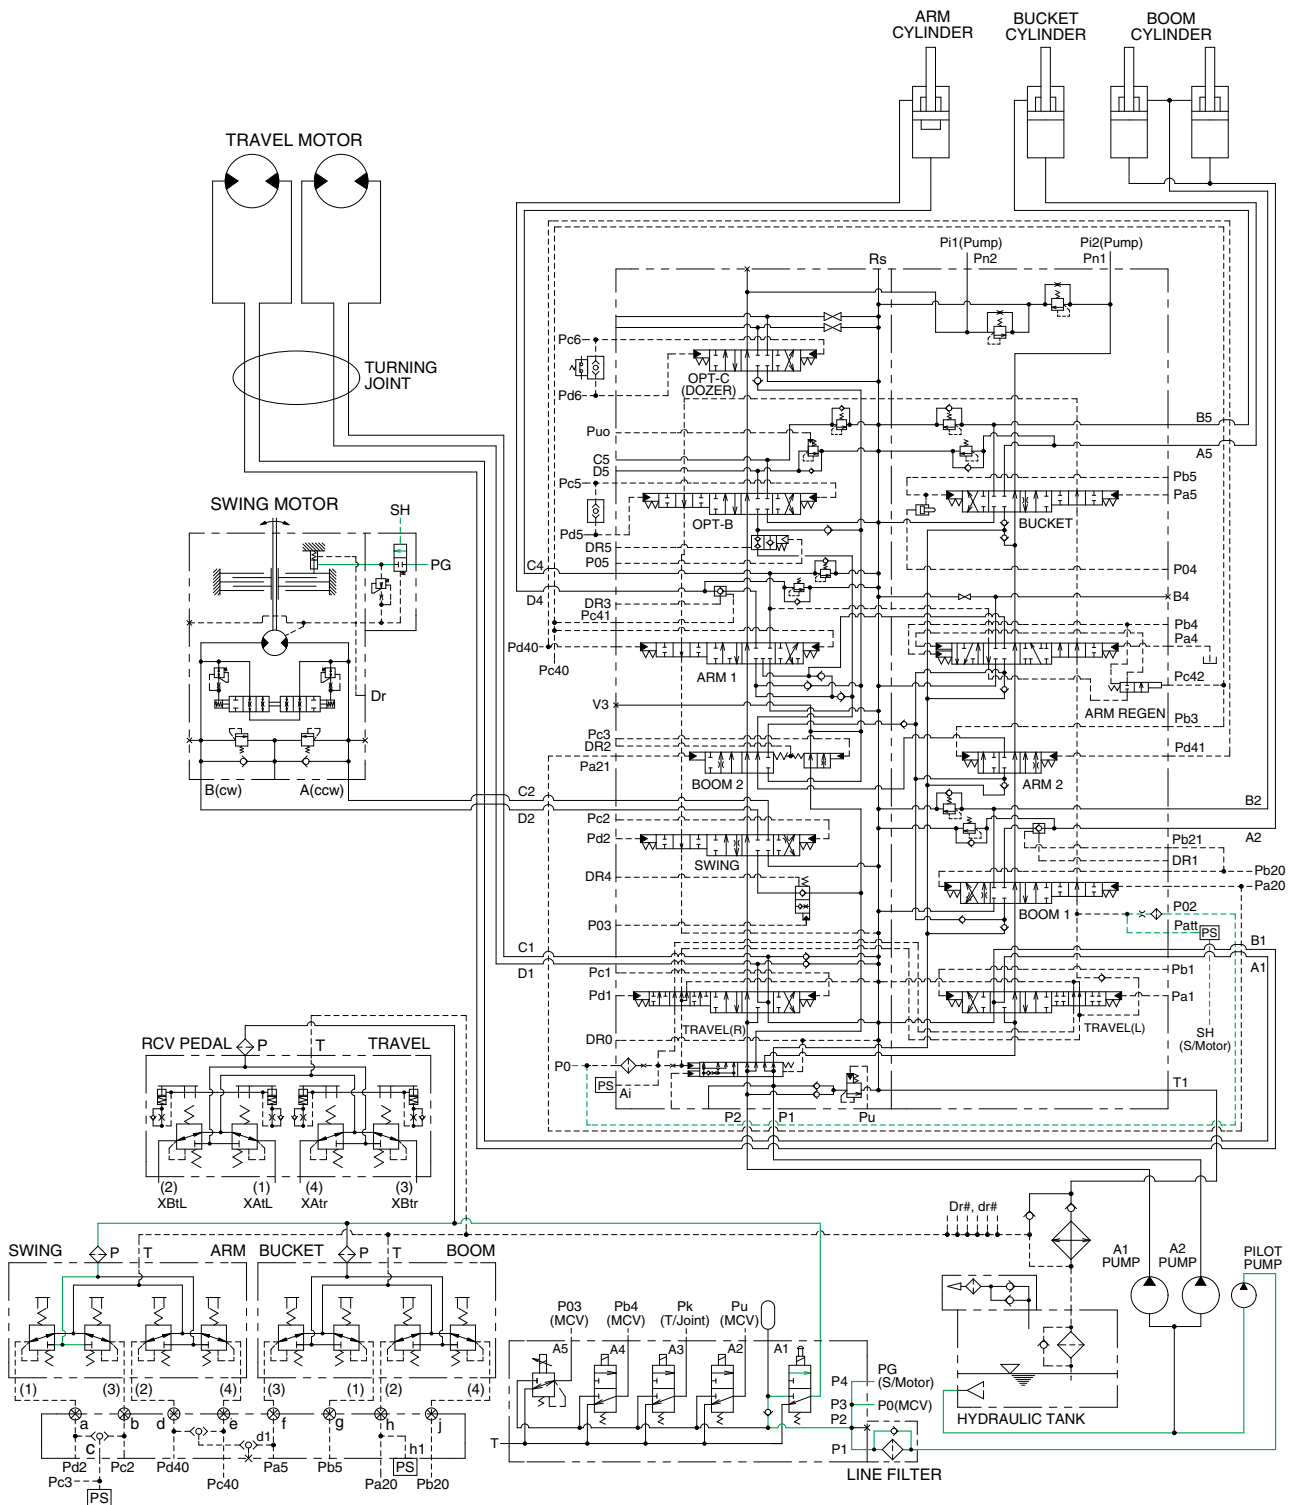 ARM
CYLINDER
BUCKET
CYLINDER
BOOM
CYLINDER
TRAVEL MOTOR
TURNING
JOINT
Pi1(Pump)
Pn2
Pi2(Pump)
Pn1
Rs
Pc6
Pd6
OPT-C
(DOZER)
Puo
C5
D5
Pc5
Pd5
OPT-B
DR5
P05
B5
A5
Pb5
Pa5
BUCKET
P04
SWING MOTOR
SH
PG
Dr
B(cw)
A(ccw)
C4
D4
DR3
Pc41
Pd40
Pc40
ARM 1
B4
Pb4
Pa4
Pc42
ARM REGEN
V3
Pc3
DR2
Pa21
BOOM 2
Pb3
Pd41
ARM 2
C2
D2
Pc2
Pd2
SWING
B2
A2
Pb21
DR1
Pb20
Pa20
DR4
P03
BOOM 1
P02
Patt
PS
C1
D1
Pc1
Pd1
TRAVEL(R)
B1
A1
Pb1
Pa1
TRAVEL(L)
SH
(S/Motor)
DR0
P0
PS
Ai
P2
P1
Pu
T1
RCV PEDAL
P
T
TRAVEL
(2)
XBtL
(1)
XAtL
(4)
XAtr
(3)
XBtr
SWING
P
T
ARM
BUCKET
P
T
BOOM
(1)
(3)
(2)
(4)
(3)
(1)
(2)
(4)
a
b
d
e
f
g
h
j
c
d1
h1
Pd2
Pc2
Pd40
Pa5
Pb5
PS
Pc3
PS
Pc40
Pa20
Pb20
P03
(MCV)
Pb4
(MCV)
Pk
(T/Joint)
Pu
(MCV)
A5
A4
A3
A2
A1
T
P4
PG
(S/Motor)
P3
P0(MCV)
P2
P1
LINE FILTER
Dr#, dr#
A1
PUMP
A2
PUMP
PILOT
PUMP
HYDRAULIC TANK